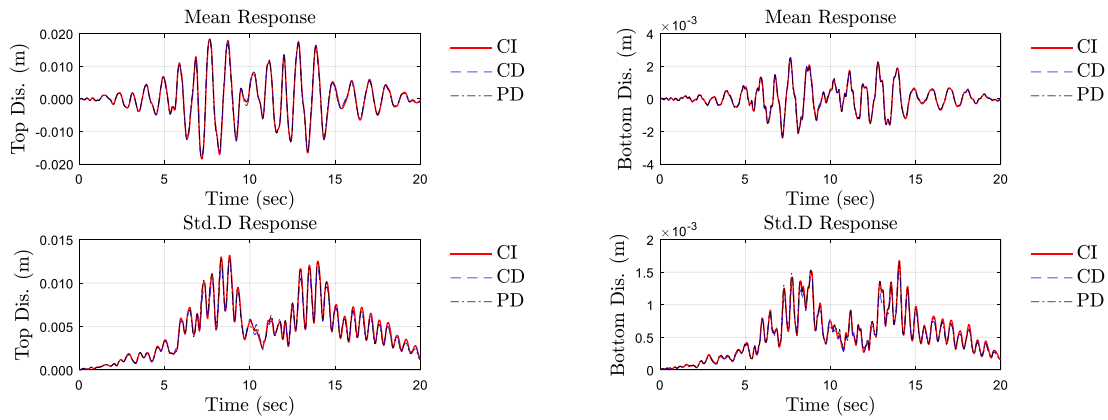 Mean Response
Top Dis. (m)
0.020
0.010
0.000
-0.010
-0.020
0
5
10
15
20
Time (sec)
CI
CD
PD
Mean Response
×10⁻³
Bottom Dis. (m)
4
2
0
-2
-4
0
5
10
15
20
Time (sec)
CI
CD
PD
Std.D Response
Top Dis. (m)
0.015
0.010
0.005
0.000
0
5
10
15
20
Time (sec)
CI
CD
PD
Std.D Response
×10⁻³
Bottom Dis. (m)
2
1.5
1
0.5
0
0
5
10
15
20
Time (sec)
CI
CD
PD